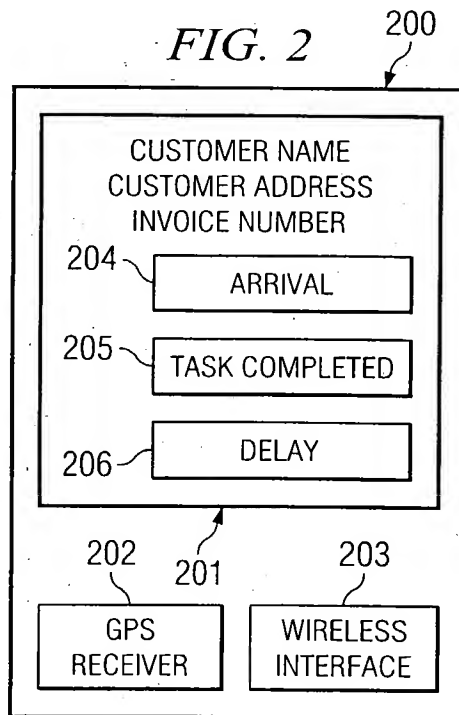 FIG. 2
200
CUSTOMER NAME
CUSTOMER ADDRESS
INVOICE NUMBER
204
ARRIVAL
205
TASK COMPLETED
206
DELAY
201
202
203
GPS
RECEIVER
WIRELESS
INTERFACE